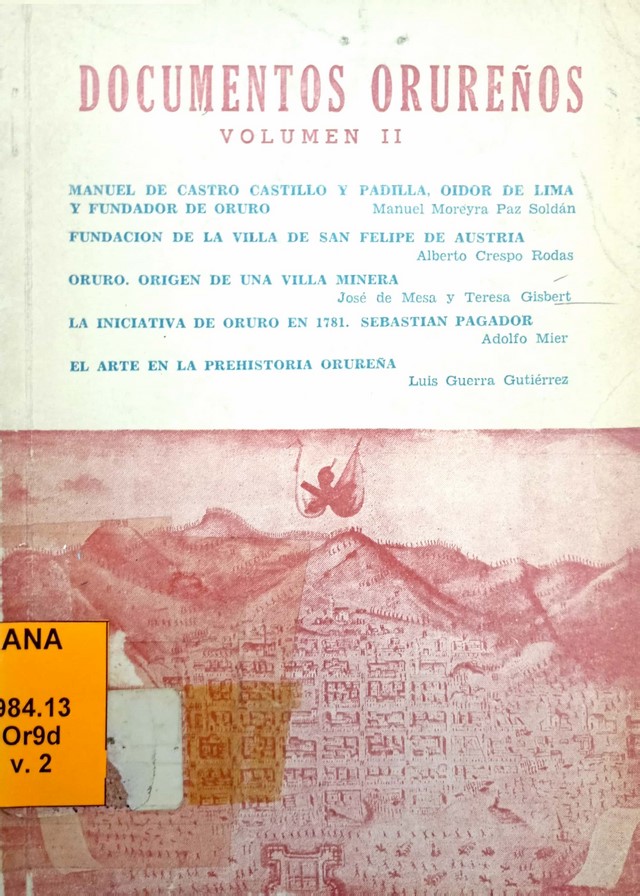 DOCUMENTOS ORUREÑOS
VOLUMEN II
MANUEL DE CASTRO CASTILLO Y PADILLA, OIDOR DE LIMA
Y FUNDADOR DE ORURO Manuel Moreyra Paz Soldán
FUNDACION DE LA VILLA DE SAN FELIPE DE AUSTRIA
Alberto Crespo Rodas
ORURO. ORIGEN DE UNA VILLA MINERA
José de Mesa y Teresa Gisbert
LA INICIATIVA DE ORURO EN 1781. SEBASTIAN PAGADOR
Adolfo Mier
EL ARTE EN LA PREHISTORIA ORUREÑA
Luis Guerra Gutiérrez
ANA
984.13
Or9d
v. 2